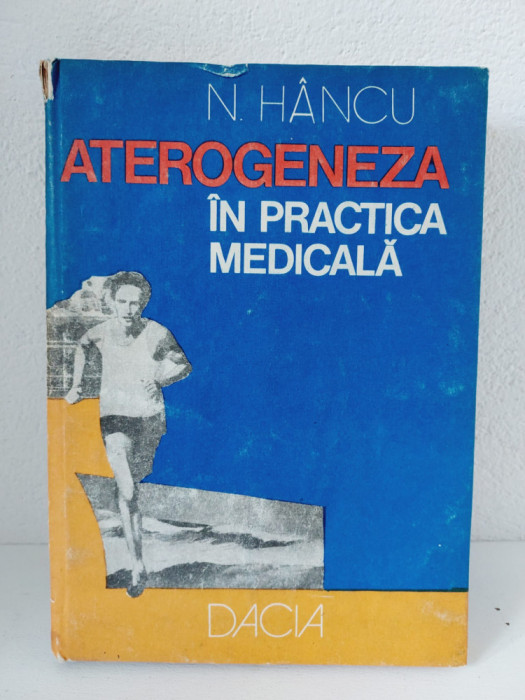 N. HÂNCU
ATEROGENEZA
ÎN PRACTICA
MEDICALĂ
DACIA